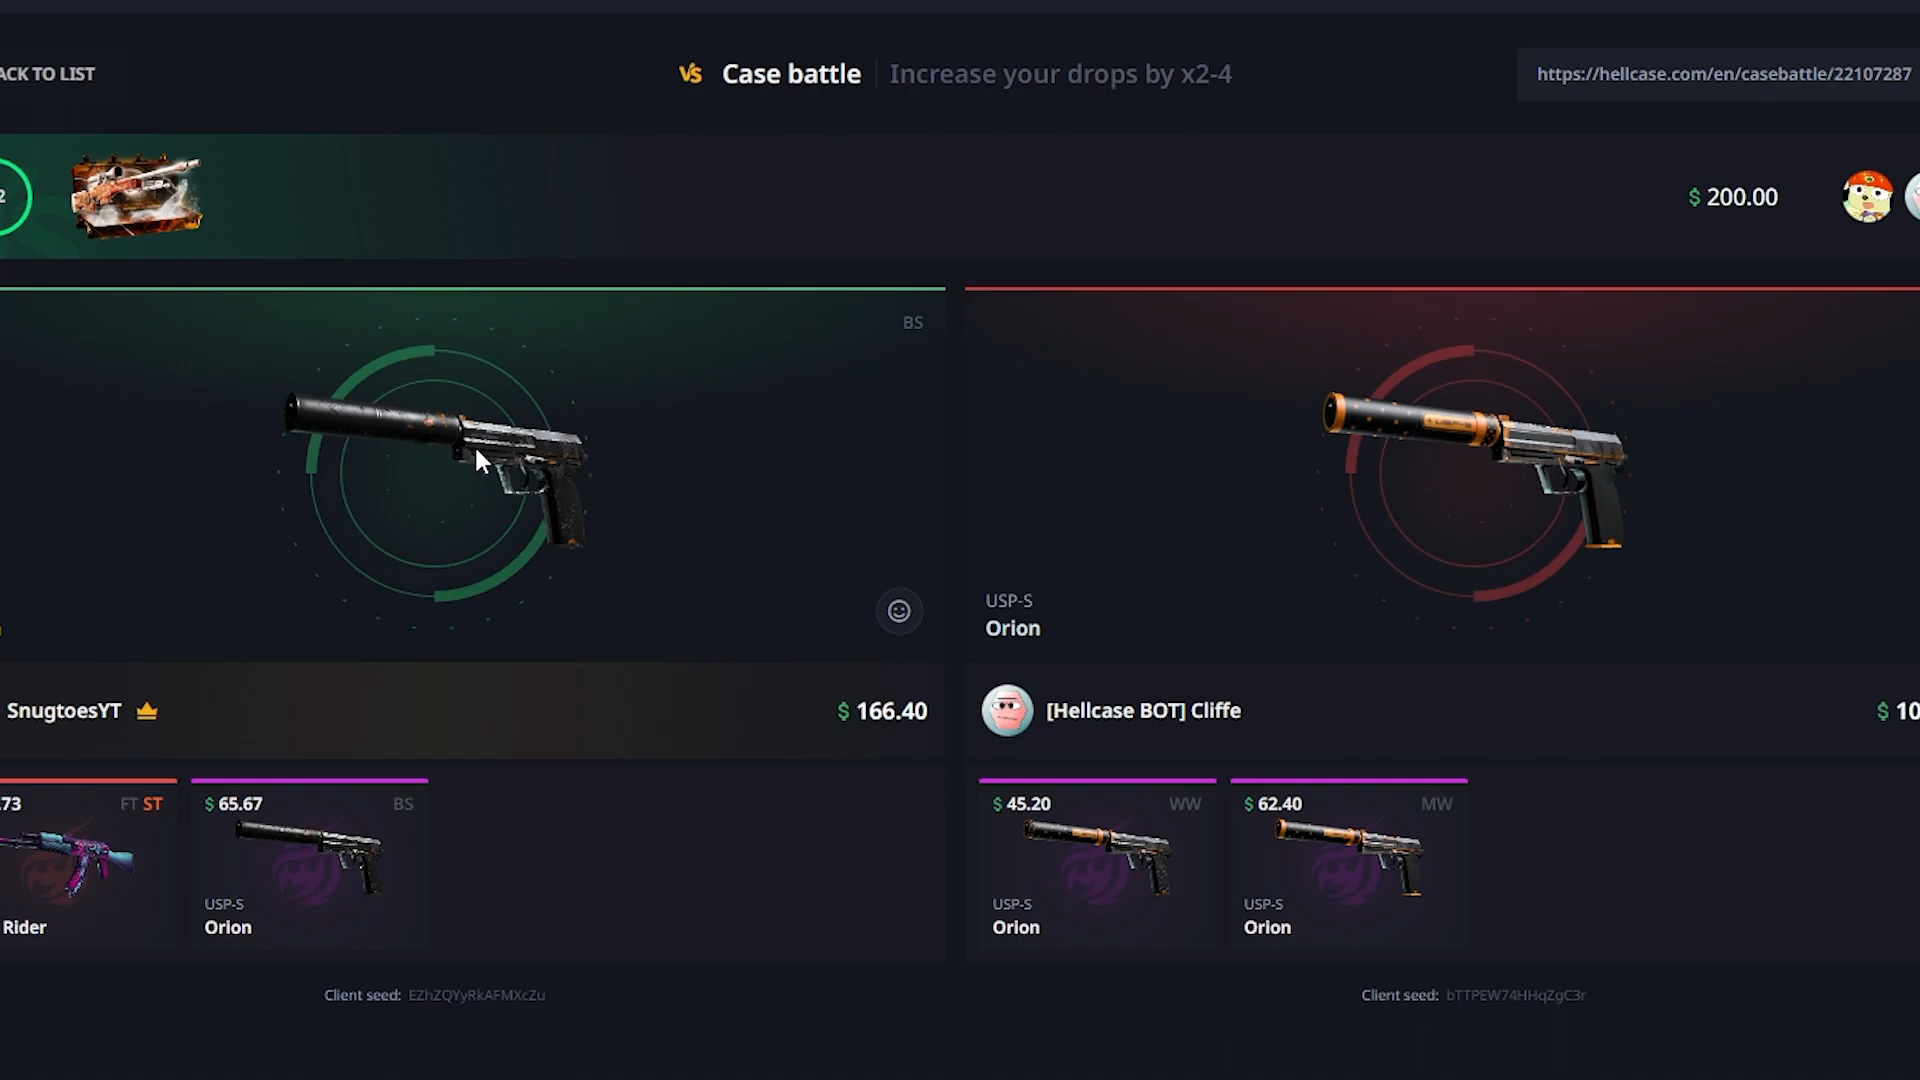 ACK TO LIST
VS Case battle Increase your drops by x2-4
https://hellcase.com/en/casebattle/22107287
2
$ 200.00
BS
USP-S
USP-S
Orion
SnugtoesYT
$ 166.40
[Hellcase BOT] Cliffe
$ 10
.73
FT ST
Rider
$ 65.67
BS
USP-S
Orion
$ 45.20
WW
USP-S
Orion
$ 62.40
MW
USP-S
Orion
Client seed: EZhZQYyRkAFMXcZu
Client seed: bTTPEW74HHqZgC3r